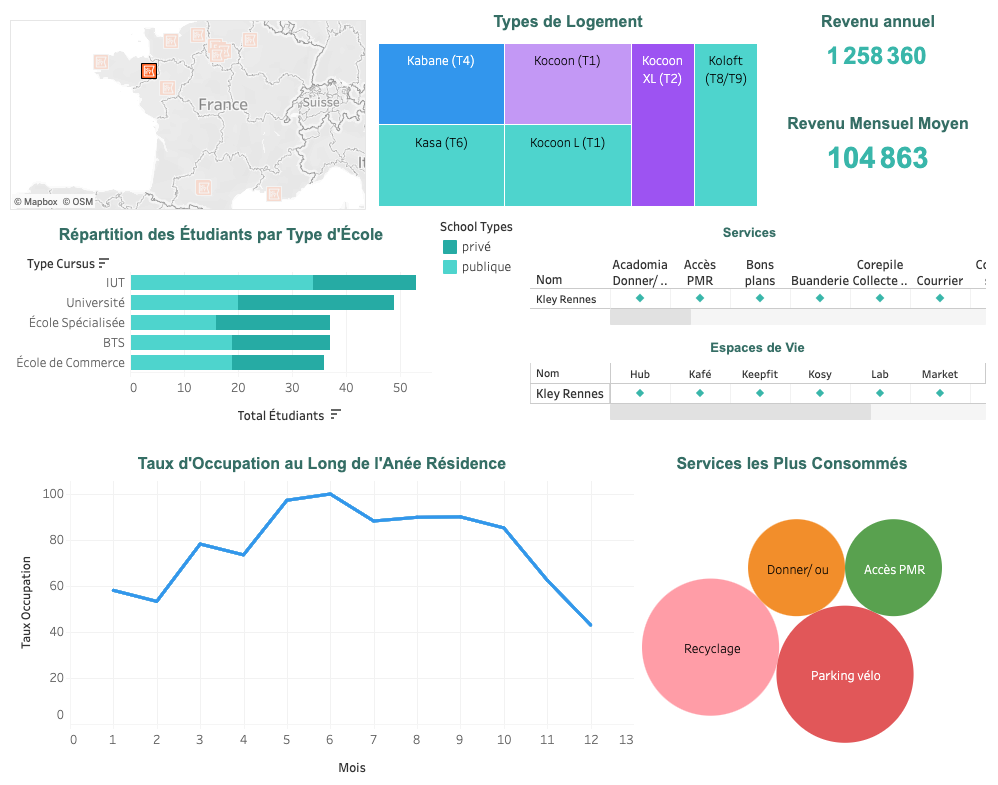 France
Suisse
It
© Mapbox © OSM
Types de Logement
Kabane (T4)
Kocoon (T1)
Kocoon
XL (T2)
Koloft
(T8/T9)
Kasa (T6)
Kocoon L (T1)
Revenu annuel
1 258 360
Revenu Mensuel Moyen
104 863
Répartition des Étudiants par Type d'École
Type Cursus
IUT
Université
École Spécialisée
BTS
École de Commerce
0 10 20 30 40 50
Total Étudiants
School Types
privé
publique
Services
Nom
Acadomia
Donner/ ..
Accès
PMR
Bons
plans
Buanderie
Corepile
Collecte ..
Courrier
Kley Rennes
Espaces de Vie
Nom Hub Kafé Keepfit Kosy Lab Market
Kley Rennes
Taux d'Occupation au Long de l'Anée Résidence
Taux Occupation
100
80
60
40
20
0
0 1 2 3 4 5 6 7 8 9 10 11 12 13
Mois
Services les Plus Consommés
Donner/ ou
Accès PMR
Recyclage
Parking vélo